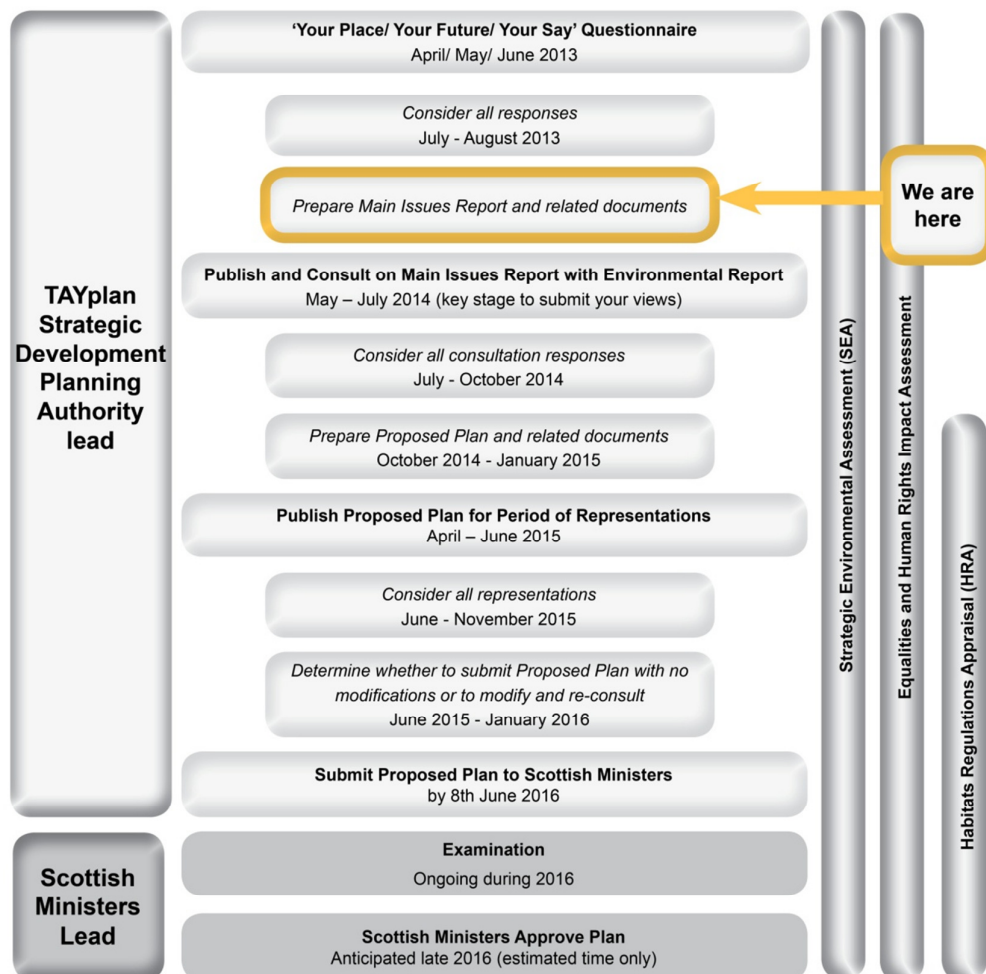 'Your Place/ Your Future/ Your Say' Questionnaire
April/ May/ June 2013
Consider all responses
July - August 2013
Prepare Main Issues Report and related documents
We are
here
Publish and Consult on Main Issues Report with Environmental Report
May – July 2014 (key stage to submit your views)
TAYplan
Strategic
Development
Planning
Authority
lead
Consider all consultation responses
July - October 2014
Prepare Proposed Plan and related documents
October 2014 - January 2015
Publish Proposed Plan for Period of Representations
April – June 2015
Consider all representations
June - November 2015
Determine whether to submit Proposed Plan with no
modifications or to modify and re-consult
June 2015 - January 2016
Submit Proposed Plan to Scottish Ministers
by 8th June 2016
Scottish
Ministers
Lead
Examination
Ongoing during 2016
Scottish Ministers Approve Plan
Anticipated late 2016 (estimated time only)
Strategic Environmental Assessment (SEA)
Equalities and Human Rights Impact Assessment
Habitats Regulations Appraisal (HRA)